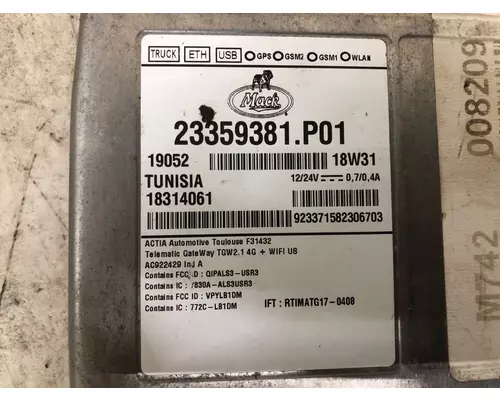 TRUCK ETH USB GPS GSM2 GSM1 WLAN
Mack
23359381.P01
19052 18W31
TUNISIA 12/24V 0,7/0,4A
18314061
923371582306703
ACTIA Automotive Toulouse F31432
Telematic GateWay TGW2.1 4G + WIFI US
AC922429 Ind A
Contains FCC ID : QIPALS3-USR3
Contains IC : 7830A-ALS3USR3
Contains FCC ID : VPYLB1DM
Contains IC : 772C-LB1DM
IFT : RTIMATG17-0408
008209
M742